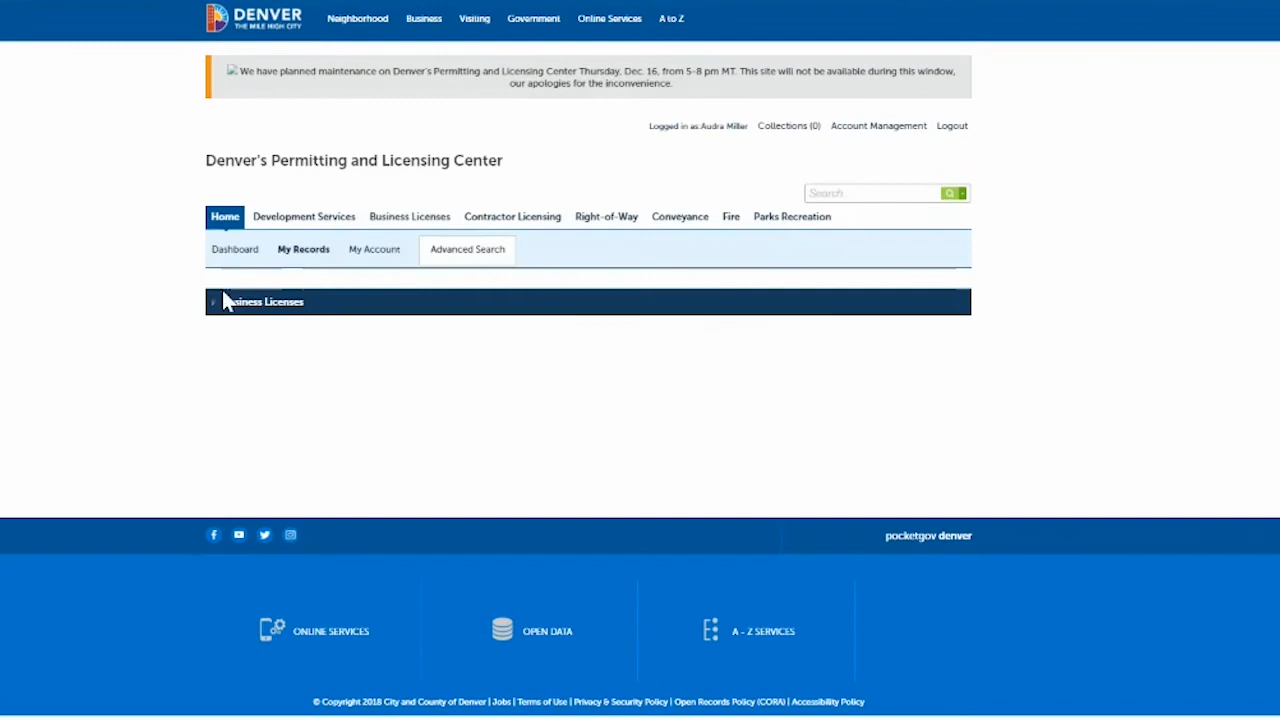 DENVER
THE MILE HIGH CITY
Neighborhood Business Visiting Government Online Services A to Z
We have planned maintenance on Denver's Permitting and Licensing Center Thursday, Dec. 16, from 5-8 pm MT. This site will not be available during this window,
our apologies for the inconvenience.
Logged in as:Audra Miller Collections (0) Account Management Logout
Denver's Permitting and Licensing Center
Search
Home Development Services Business Licenses Contractor Licensing Right-of-Way Conveyance Fire Parks Recreation
Dashboard My Records My Account Advanced Search
Licenses
pocketgov denver
ONLINE SERVICES OPEN DATA A - Z SERVICES
© Copyright 2018 City and County of Denver | Jobs | Terms of Use | Privacy & Security Policy | Open Records Policy (CORA) | Accessibility Policy